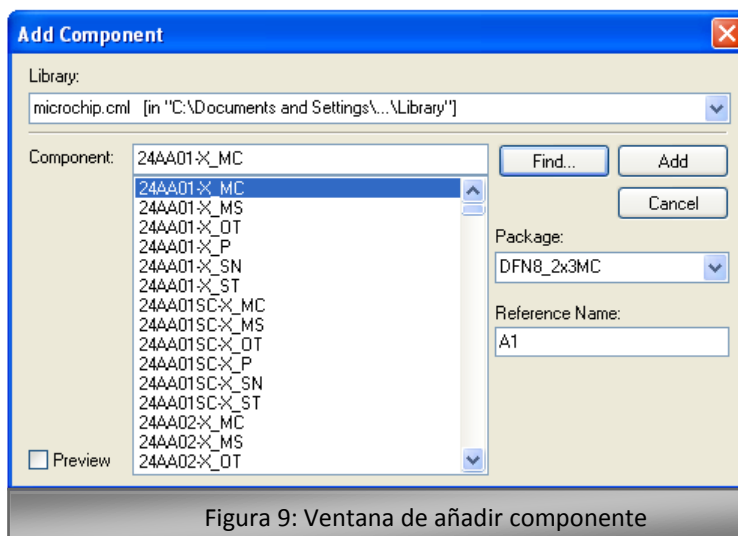 Add Component
Library:
microchip.cml [in "C:\Documents and Settings\...\Library"]
Component:
24AA01-X_MC
Find...
Add
Cancel
24AA01-X_MC
24AA01-X_MS
24AA01-X_OT
24AA01-X_P
24AA01-X_SN
24AA01-X_ST
24AA01SC-X_MC
24AA01SC-X_MS
24AA01SC-X_OT
24AA01SC-X_P
24AA01SC-X_SN
24AA01SC-X_ST
24AA02-X_MC
24AA02-X_MS
24AA02-X_OT
Package:
DFN8_2x3MC
Reference Name:
A1
Preview
Figura 9: Ventana de añadir componente